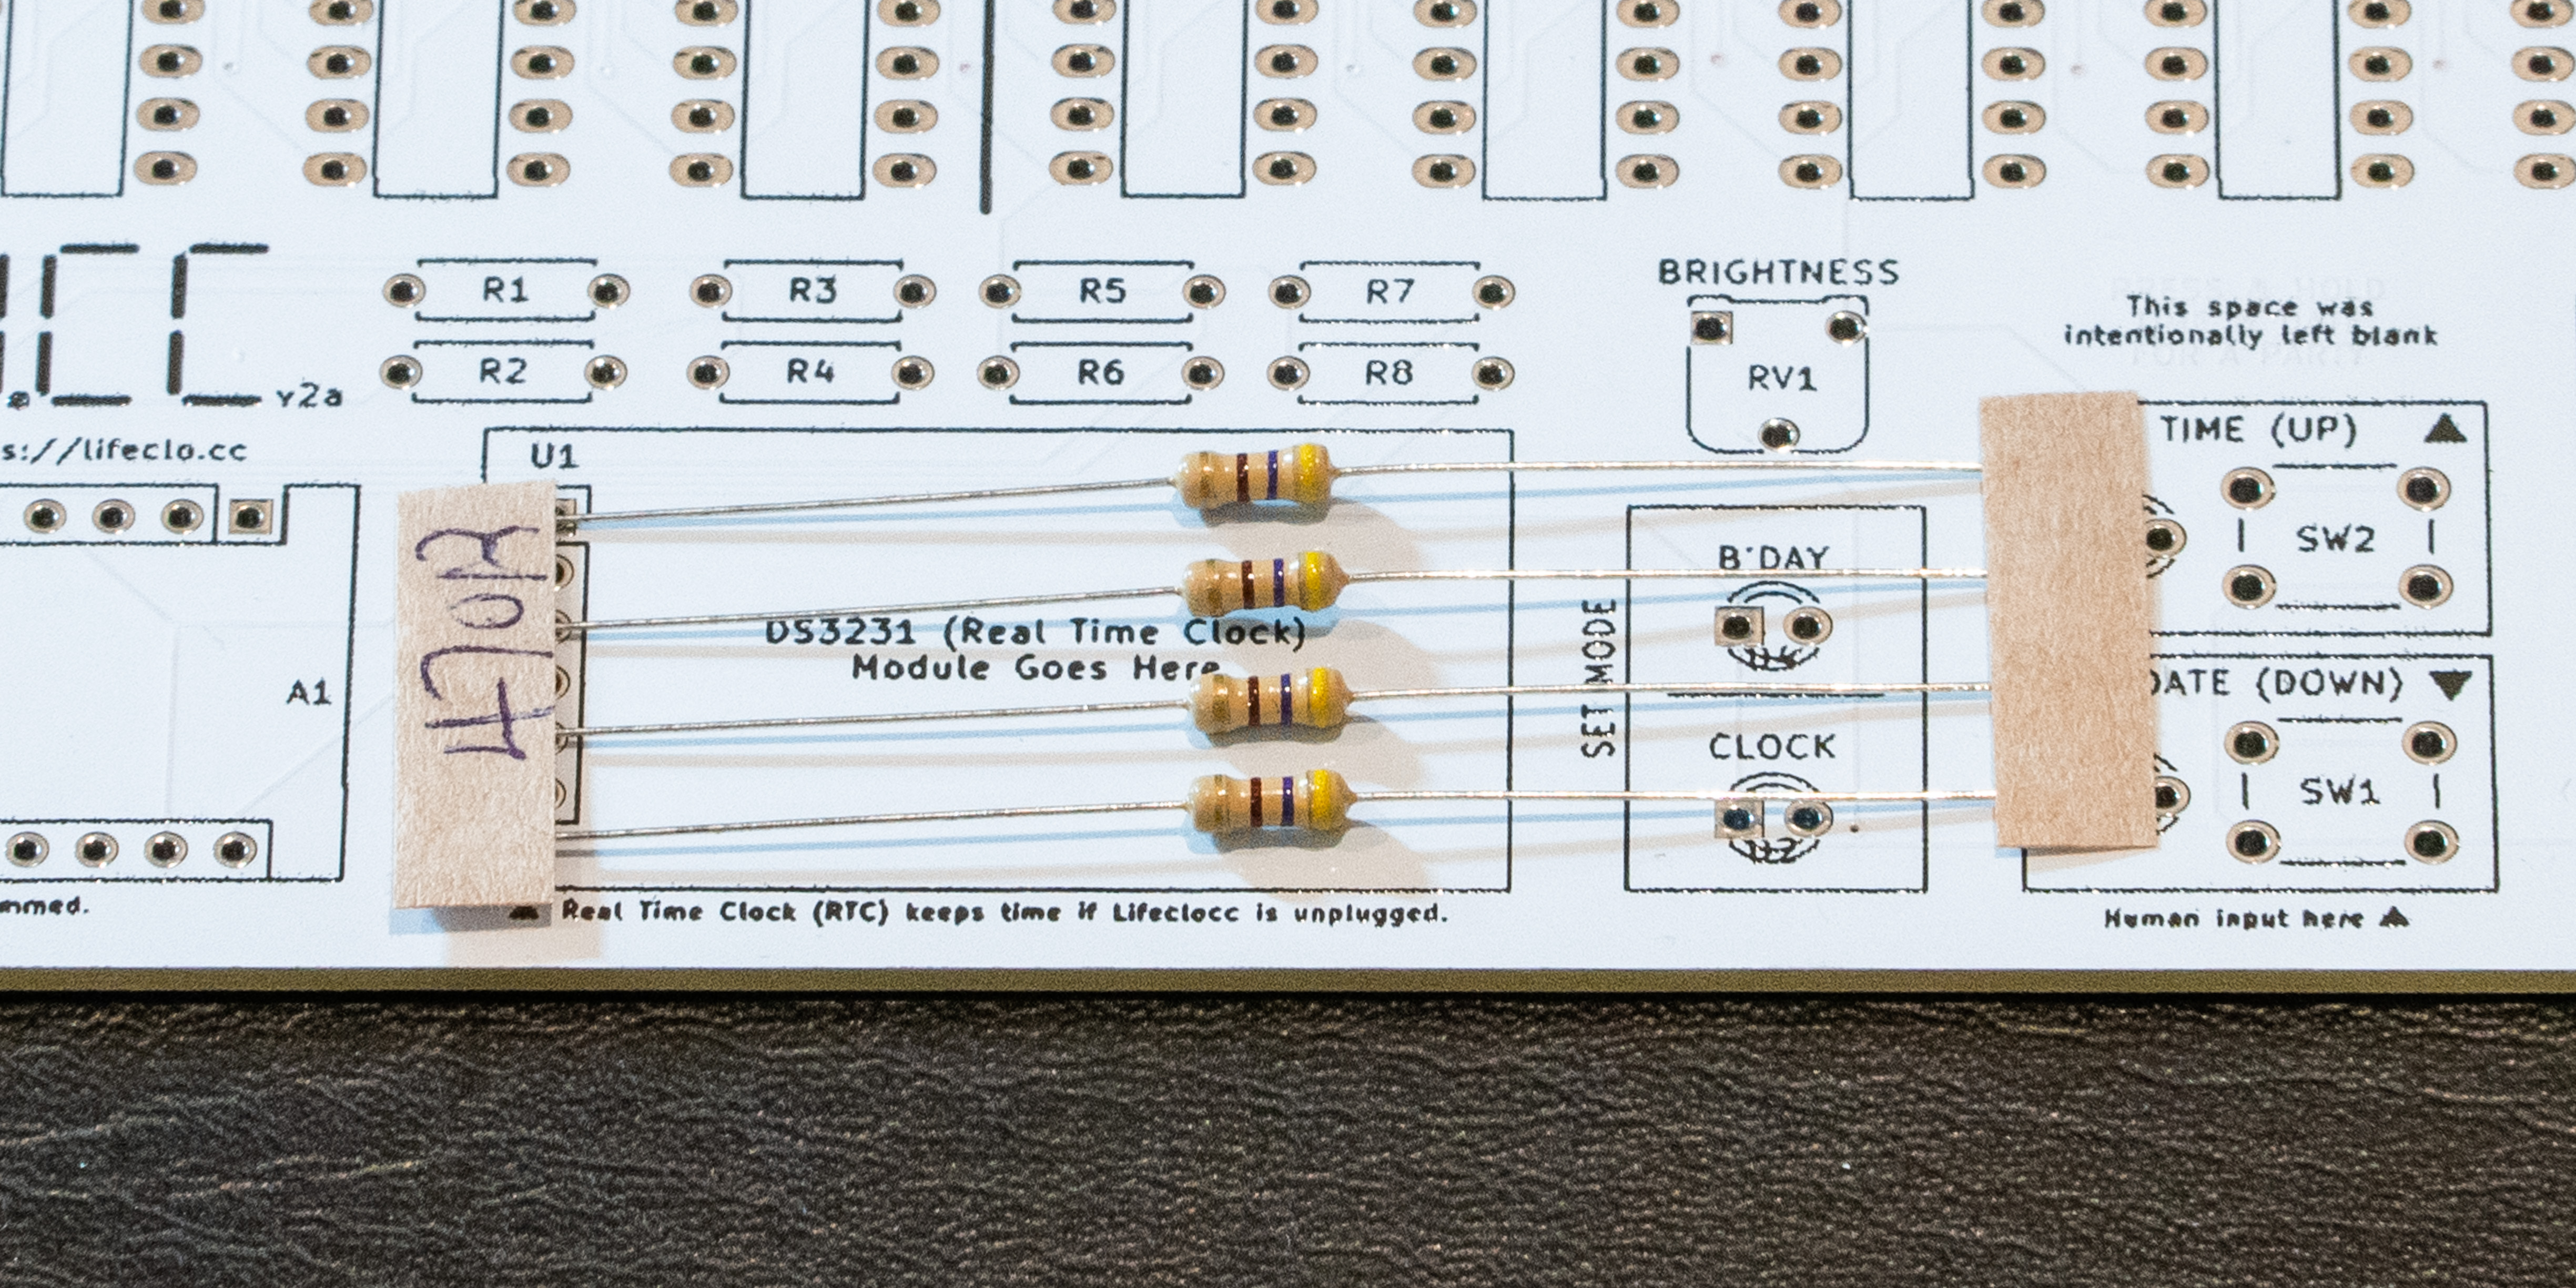 R1
R3
R5
R7
BRIGHTNESS
This space was
intentionally left blank
R2
R4
R6
R8
RV1
v2a
s://lifeclo.cc
U1
TIME (UP) ▲
SW2
470R
B'DAY
DS3231 (Real Time Clock)
Module Goes Here
SET MODE
A1
DATE (DOWN) ▼
CLOCK
SW1
mmed.
▲ Real Time Clock (RTC) keeps time if Lifeclocc is unplugged.
Human input here ▲